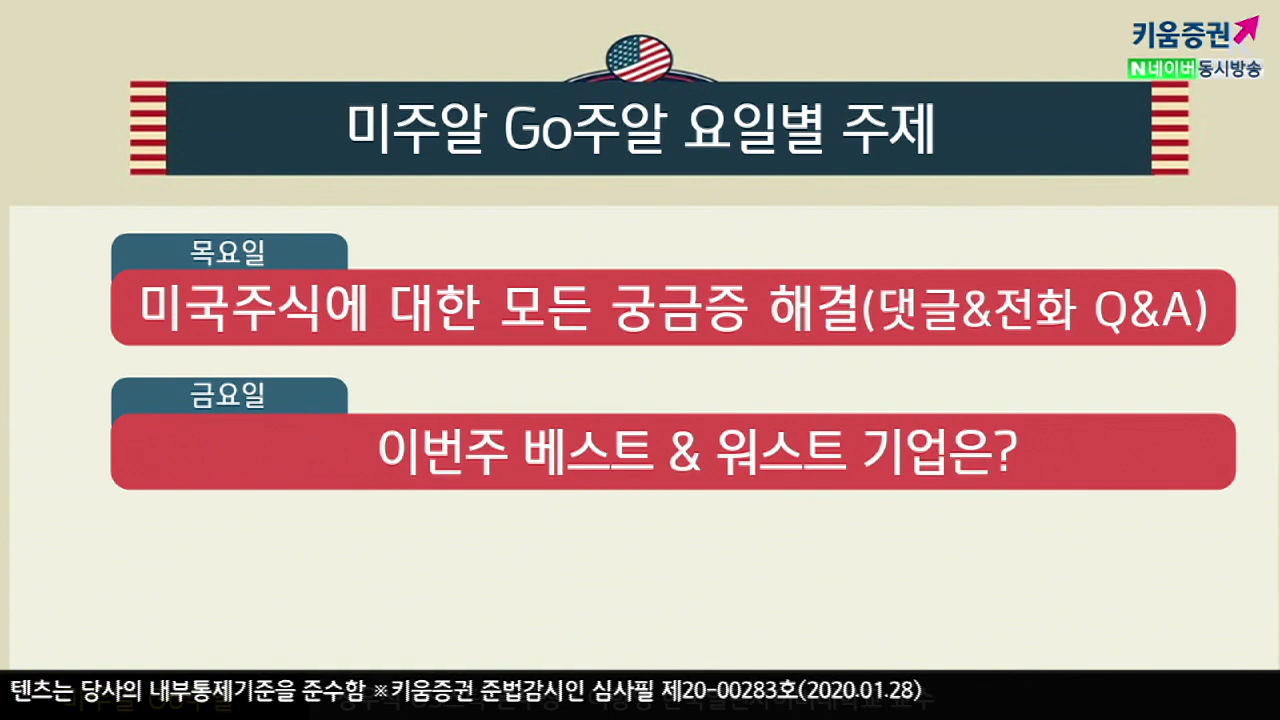 키움증권
N네이버 동시방송
미주알 Go주알 요일별 주제
목요일
미국주식에 대한 모든 궁금증 해결(댓글&전화 Q&A)
금요일
이번주 베스트 & 워스트 기업은?
텐츠는 당사의 내부통제기준을 준수함 ※키움증권 준법감시인 심사필 제20-00283호(2020.01.28)